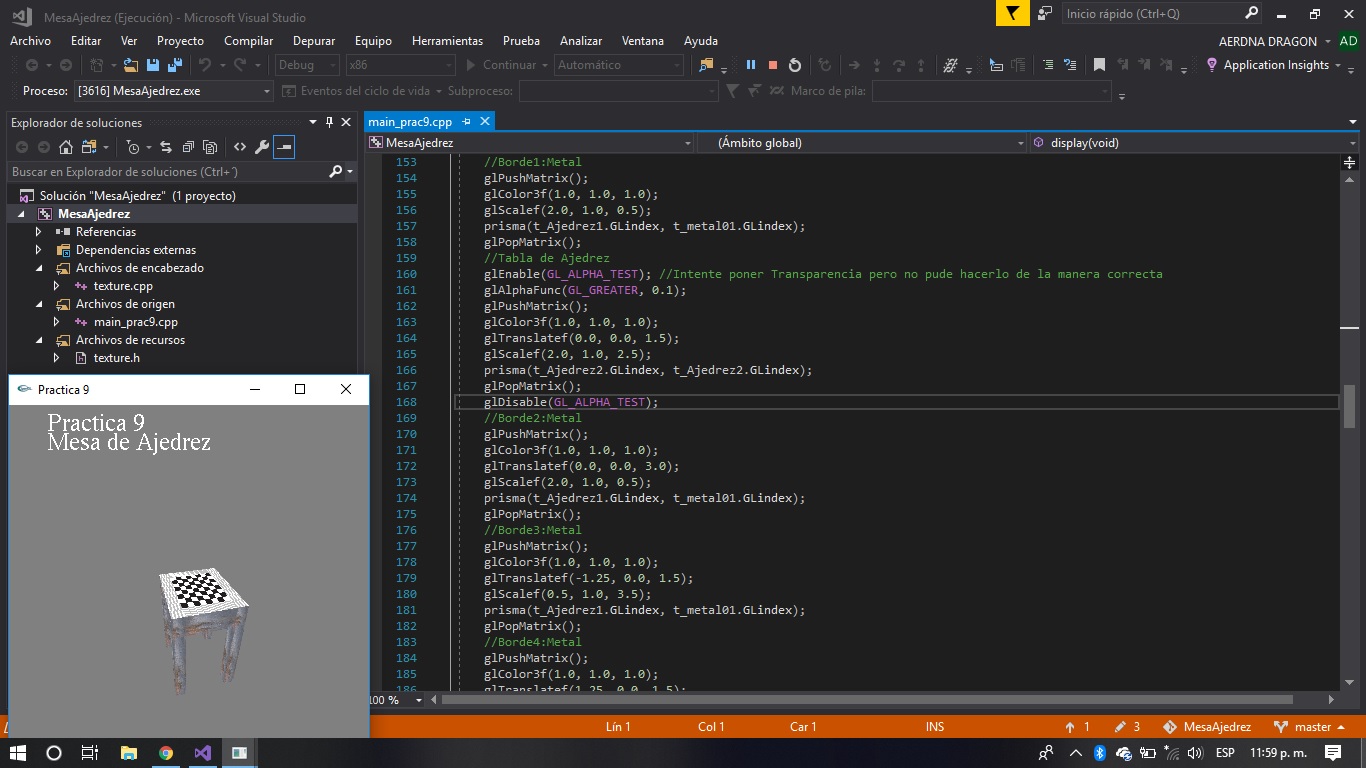 MesaAjedrez (Ejecución) - Microsoft Visual Studio
Inicio rápido (Ctrl+Q)
Archivo Editar Ver Proyecto Compilar Depurar Equipo Herramientas Prueba Analizar Ventana Ayuda
AERDNA DRAGON AD
Debug x86 Continuar Automático Application Insights
Proceso: [3616] MesaAjedrez.exe Eventos del ciclo de vida Subproceso: Marco de pila:
Explorador de soluciones
Buscar en Explorador de soluciones (Ctrl+´)
Solución "MesaAjedrez" (1 proyecto)
MesaAjedrez
Referencias
Dependencias externas
Archivos de encabezado
texture.cpp
Archivos de origen
main_prac9.cpp
Archivos de recursos
texture.h
Practica 9
Practica 9
Mesa de Ajedrez
main_prac9.cpp
MesaAjedrez (Ámbito global) display(void)
153 //Borde1:Metal
154 glPushMatrix();
155 glColor3f(1.0, 1.0, 1.0);
156 glScalef(2.0, 1.0, 0.5);
157 prisma(t_Ajedrez1.GLindex, t_metal01.GLindex);
158 glPopMatrix();
159 //Tabla de Ajedrez
160 glEnable(GL_ALPHA_TEST); //Intente poner Transparencia pero no pude hacerlo de la manera correcta
161 glAlphaFunc(GL_GREATER, 0.1);
162 glPushMatrix();
163 glColor3f(1.0, 1.0, 1.0);
164 glTranslatef(0.0, 0.0, 1.5);
165 glScalef(2.0, 1.0, 2.5);
166 prisma(t_Ajedrez2.GLindex, t_Ajedrez2.GLindex);
167 glPopMatrix();
168 glDisable(GL_ALPHA_TEST);
169 //Borde2:Metal
170 glPushMatrix();
171 glColor3f(1.0, 1.0, 1.0);
172 glTranslatef(0.0, 0.0, 3.0);
173 glScalef(2.0, 1.0, 0.5);
174 prisma(t_Ajedrez1.GLindex, t_metal01.GLindex);
175 glPopMatrix();
176 //Borde3:Metal
177 glPushMatrix();
178 glColor3f(1.0, 1.0, 1.0);
179 glTranslatef(-1.25, 0.0, 1.5);
180 glScalef(0.5, 1.0, 3.5);
181 prisma(t_Ajedrez1.GLindex, t_metal01.GLindex);
182 glPopMatrix();
183 //Borde4:Metal
184 glPushMatrix();
185 glColor3f(1.0, 1.0, 1.0);
186 glTranslatef(1.25, 0.0, 1.5);
100 %
Lín 1 Col 1 Car 1 INS 1 3 MesaAjedrez master
ESP 11:59 p. m.